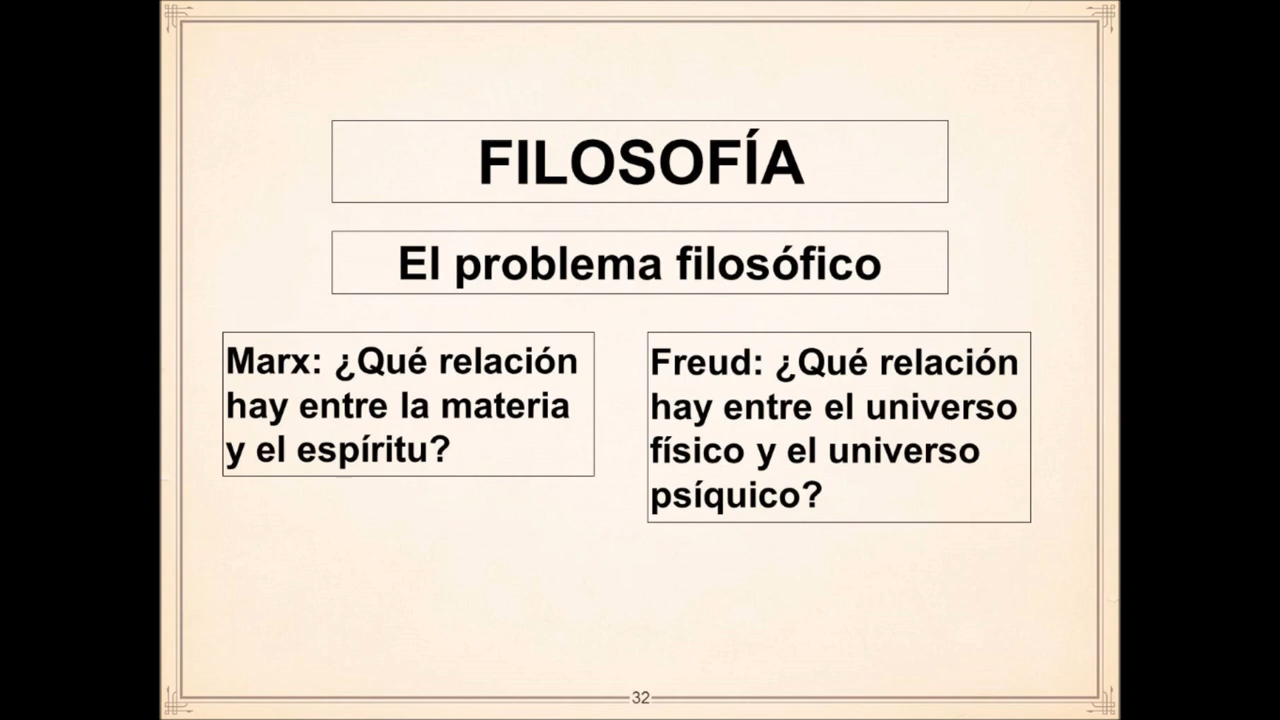 FILOSOFÍA
El problema filosófico
Marx: ¿Qué relación
hay entre la materia
y el espíritu?
Freud: ¿Qué relación
hay entre el universo
físico y el universo
psíquico?
32